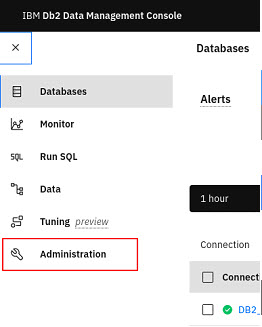 IBM Db2 Data Management Console
Databases
Databases
Alerts
Monitor
SQL Run SQL
Data
1 hour
Tuning preview
Connection
Administration
Connect
DB2_